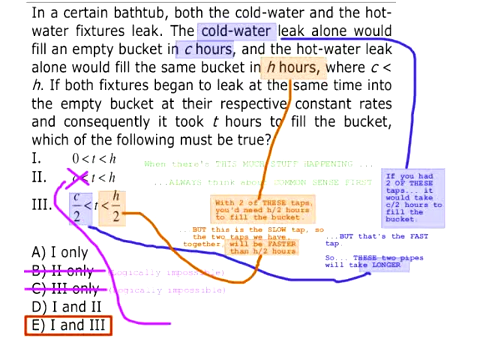 In a certain bathtub, both the cold-water and the hot-
water fixtures leak. The cold-water leak alone would
fill an empty bucket in c hours, and the hot-water leak
alone would fill the same bucket in h hours, where c <
h. If both fixtures began to leak at the same time into
the empty bucket at their respective constant rates
and consequently it took t hours to fill the bucket,
which of the following must be true?
I. 0 < t < h
When there's THIS MUCH STUFF HAPPENING ...
II. c < t < h
...ALWAYS think about COMMON SENSE FIRST
III. c/2 < t < h/2
If you had
2 OF THESE
taps... it
would take
c/2 hours to
fill the
bucket.
With 2 of THESE taps,
you'd need h/2 hours
to fill the bucket.
... BUT this is the SLOW tap, so
the two taps we have,
together, will be FASTER
than h/2 hours.
...BUT that's the FAST
tap.
So... THESE two pipes
will take LONGER
A) I only
B) II only (logically impossible)
C) III only (logically impossible)
D) I and II
E) I and III